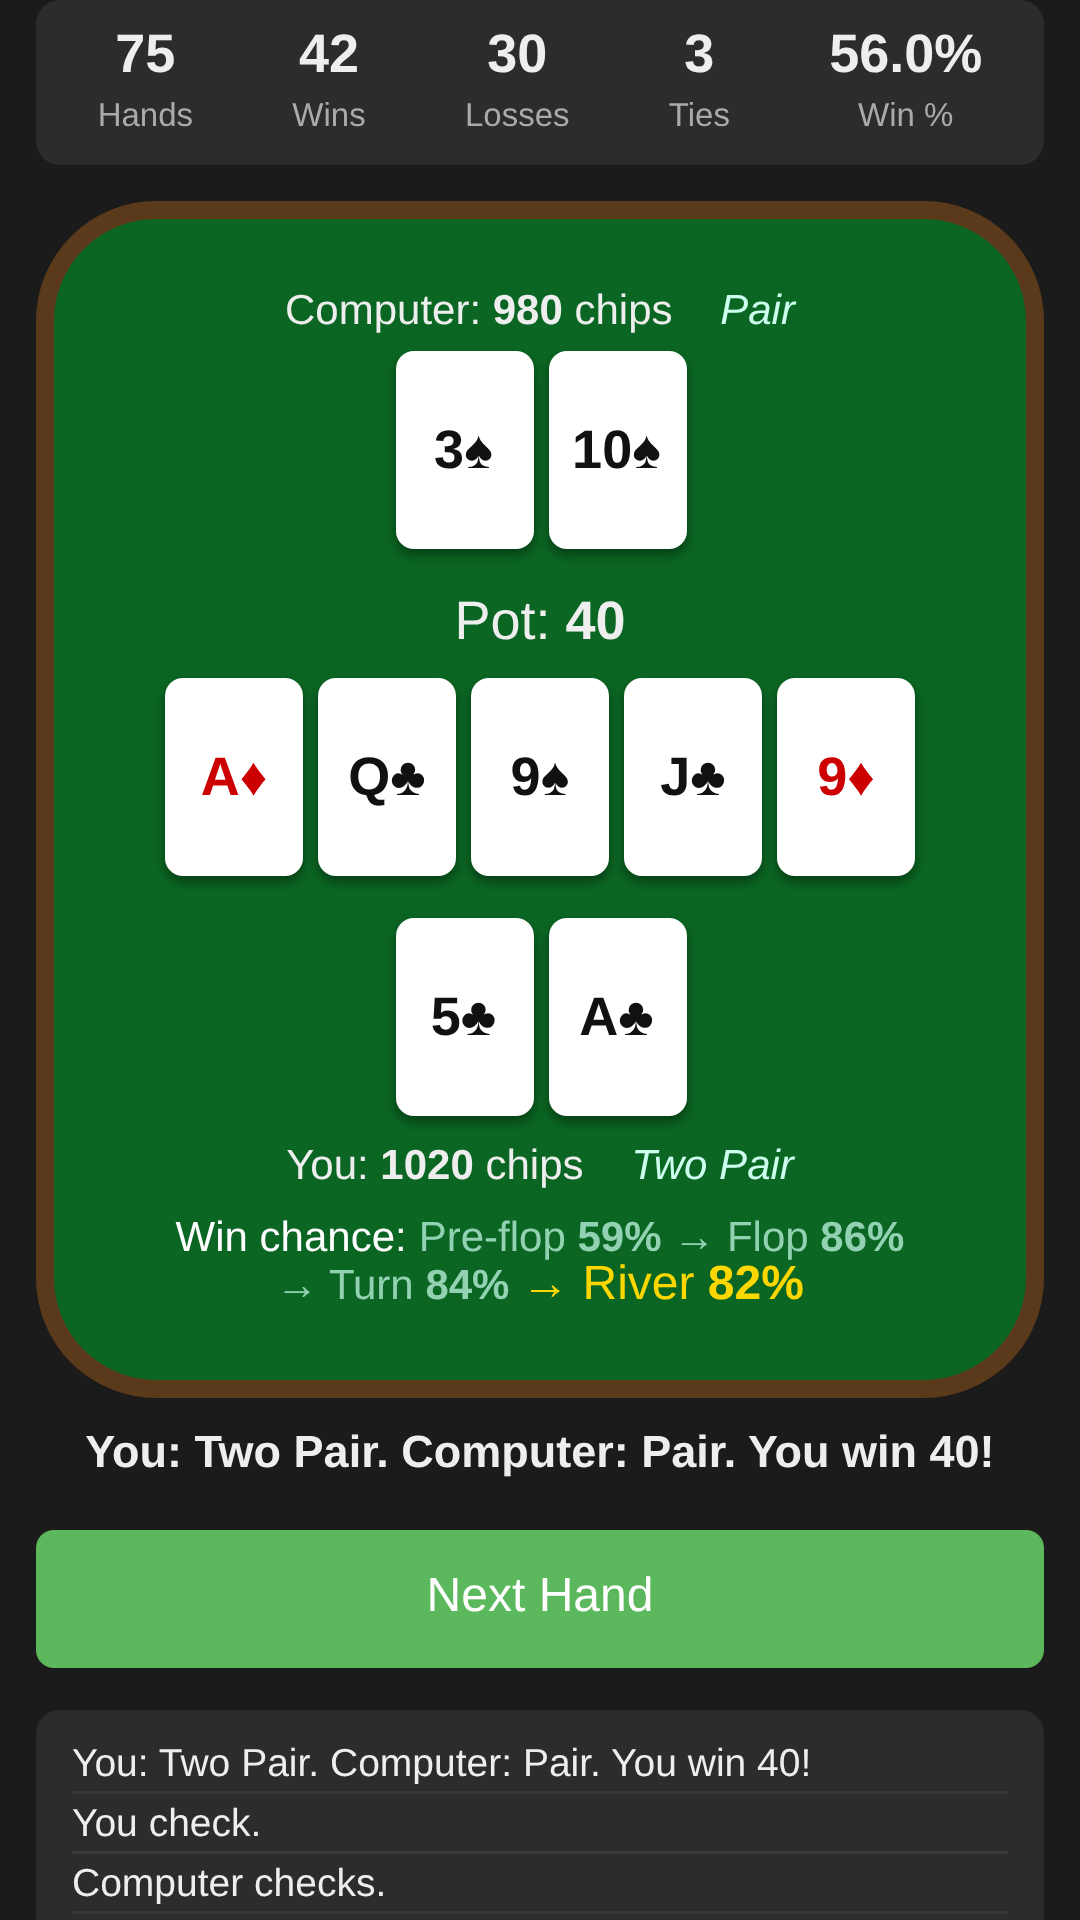 75 42 30 3 56.0%
Hands Wins Losses Ties Win %
Computer: 980 chips Pair
3♠ 10♠
Pot: 40
A♦ Q♣ 9♠ J♣ 9♦
5♣ A♣
You: 1020 chips Two Pair
Win chance: Pre-flop 59% → Flop 86%
→ Turn 84% → River 82%
You: Two Pair. Computer: Pair. You win 40!
Next Hand
You: Two Pair. Computer: Pair. You win 40!
You check.
Computer checks.